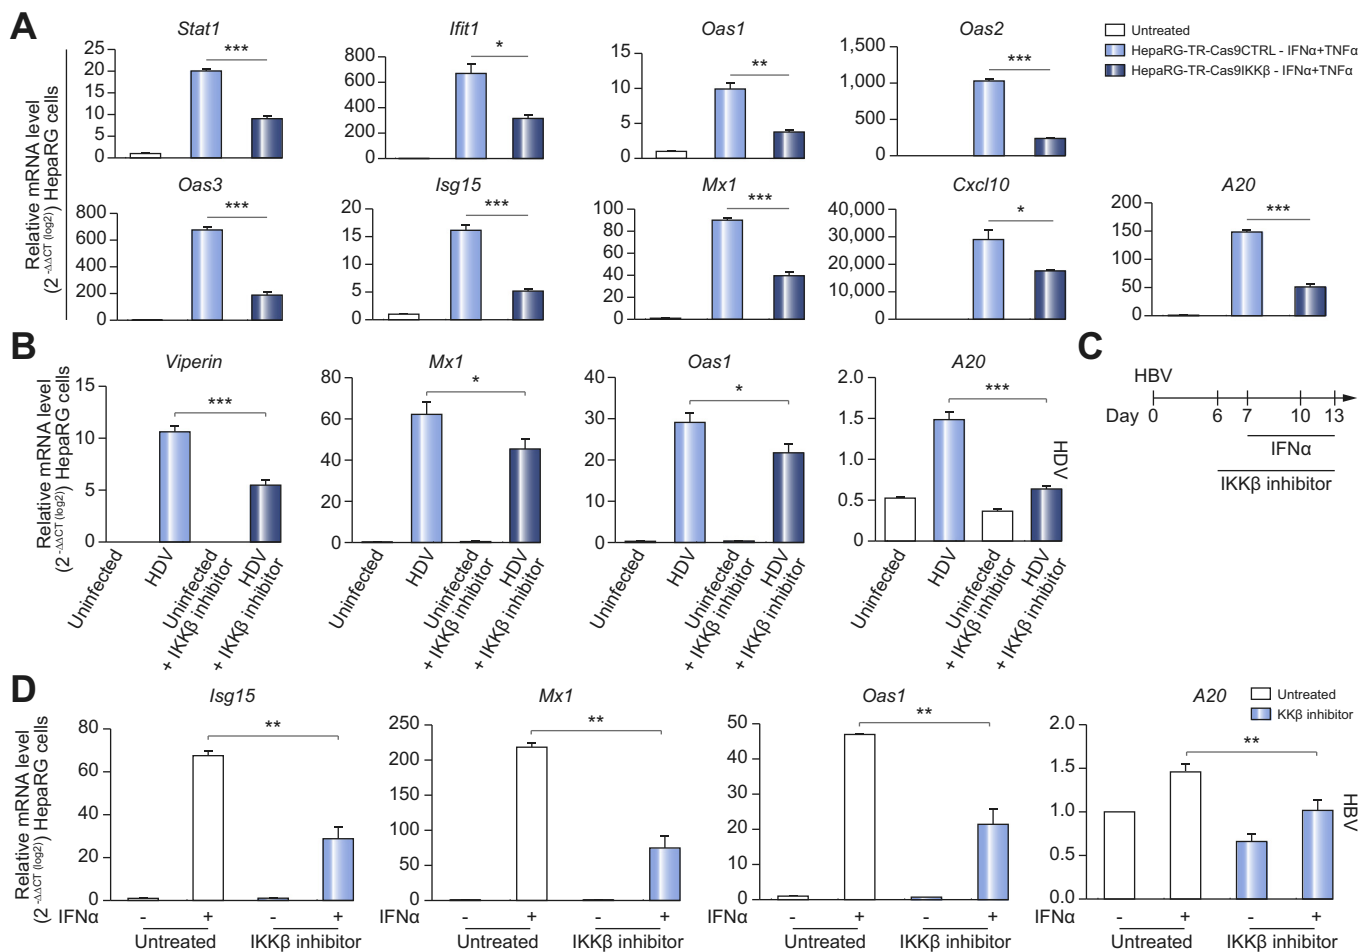 A
Stat1
Ifit1
Oas1
Oas2
Untreated
HepaRG-TR-Cas9CTRL - IFNα+TNFα
HepaRG-TR-Cas9IKKβ - IFNα+TNFα
Relative mRNA level
(2 -ΔΔCT (log2)) HepaRG cells
25
20
15
10
5
0
***
800
600
400
200
0
*
15
10
5
0
**
1,500
1,000
500
0
***
Oas3
Isg15
Mx1
Cxcl10
A20
800
600
400
200
0
***
20
15
10
5
0
***
100
80
60
40
20
0
***
40,000
30,000
20,000
10,000
0
*
200
150
100
50
0
***
B
Viperin
Mx1
Oas1
A20
Relative mRNA level
(2 -ΔΔCT (log2)) HepaRG cells
15
10
5
0
***
Uninfected
HDV
Uninfected
+ IKKβ inhibitor
HDV
+ IKKβ inhibitor
80
60
40
20
0
*
Uninfected
HDV
Uninfected
+ IKKβ inhibitor
HDV
+ IKKβ inhibitor
40
30
20
10
0
*
Uninfected
HDV
Uninfected
+ IKKβ inhibitor
HDV
+ IKKβ inhibitor
2.0
1.5
1.0
0.5
0
***
Uninfected
HDV
Uninfected
+ IKKβ inhibitor
HDV
+ IKKβ inhibitor
HDV
C
HBV
Day 0 6 7 10 13
IFNα
IKKβ inhibitor
D
Isg15
Mx1
Oas1
A20
Untreated
KKβ inhibitor
Relative mRNA level
(2 -ΔΔCT (log2)) HepaRG cells
80
60
40
20
0
**
IFNα - + - +
Untreated IKKβ inhibitor
250
200
150
100
50
0
**
IFNα - + - +
Untreated IKKβ inhibitor
50
40
30
20
10
0
**
IFNα - + - +
Untreated IKKβ inhibitor
2.0
1.5
1.0
0.5
0.0
**
IFNα - + - +
Untreated IKKβ inhibitor
HBV